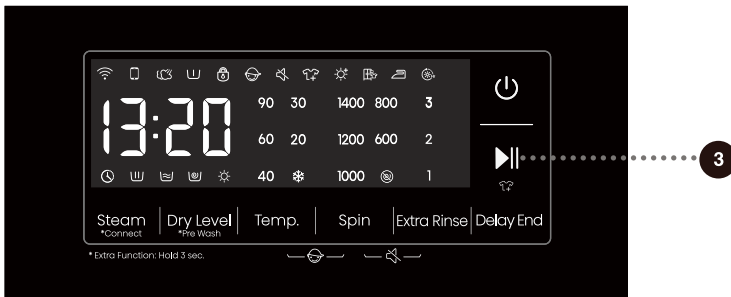 13:20
90 30 1400 800 3
60 20 1200 600 2
40 1000 1
3
Steam Dry Level Temp. Spin Extra Rinse Delay End
*Connect *Pre Wash
* Extra Function: Hold 3 sec.